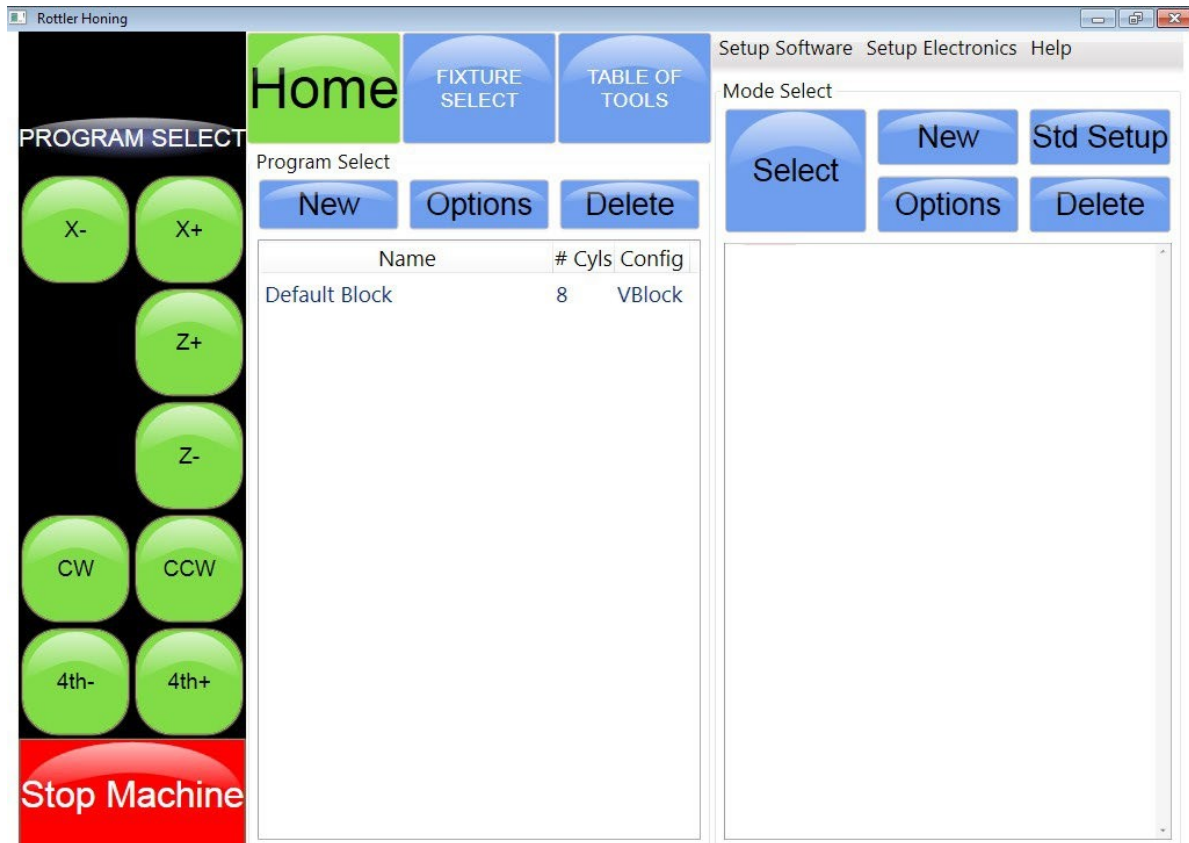 Rottler Honing
PROGRAM SELECT
X-
X+
Z+
Z-
CW
CCW
4th-
4th+
Stop Machine
Home
FIXTURE
SELECT
TABLE OF
TOOLS
Program Select
New
Options
Delete
Name # Cyls Config
Default Block 8 VBlock
Setup Software Setup Electronics Help
Mode Select
Select
New
Std Setup
Options
Delete